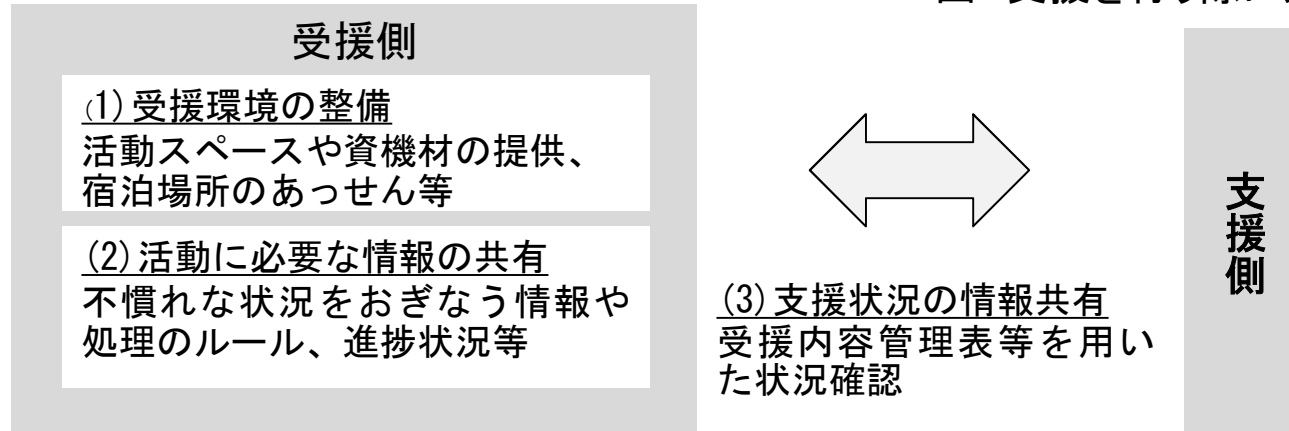 受援側
(1)受援環境の整備
活動スペースや資機材の提供、
宿泊場所のあっせん等
(2)活動に必要な情報の共有
不慣れな状況をおぎなう情報や
処理のルール、進捗状況等
(3)支援状況の情報共有
受援内容管理表等を用い
た状況確認
支援側